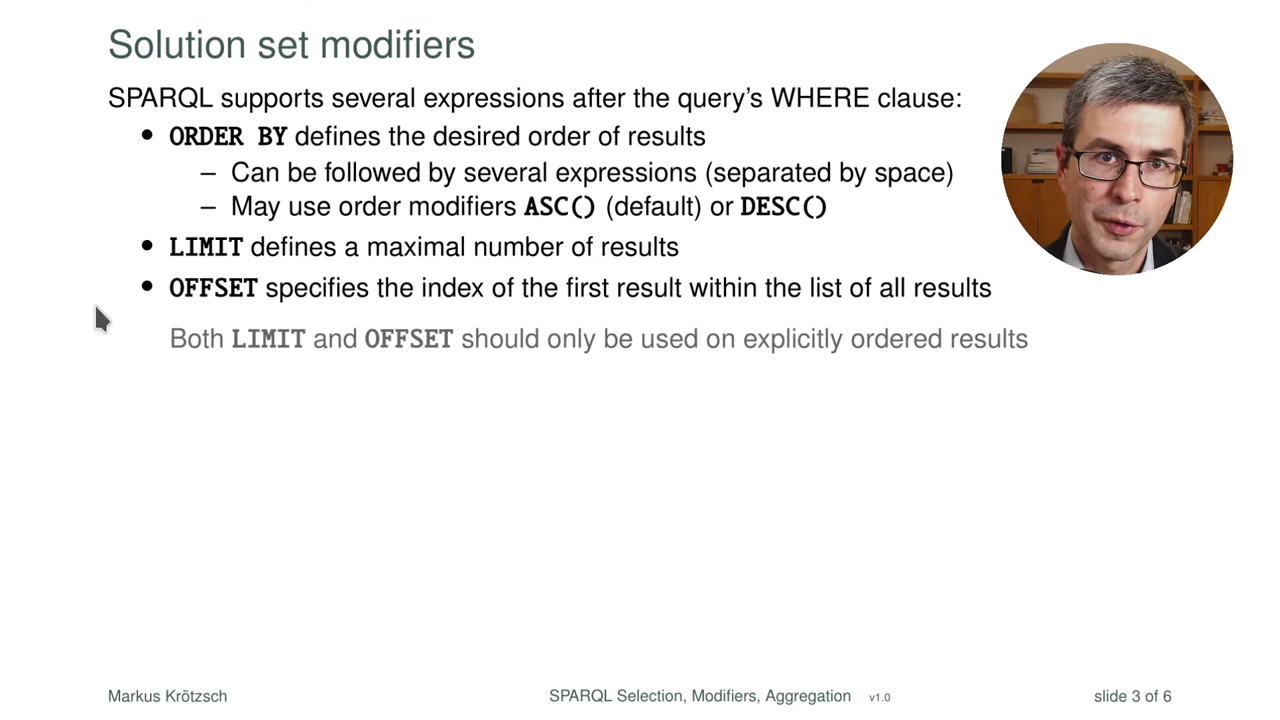 Solution set modifiers
SPARQL supports several expressions after the query's WHERE clause:
• ORDER BY defines the desired order of results
– Can be followed by several expressions (separated by space)
– May use order modifiers ASC() (default) or DESC()
• LIMIT defines a maximal number of results
• OFFSET specifies the index of the first result within the list of all results
Both LIMIT and OFFSET should only be used on explicitly ordered results
Markus Krötzsch SPARQL Selection, Modifiers, Aggregation v1.0 slide 3 of 6